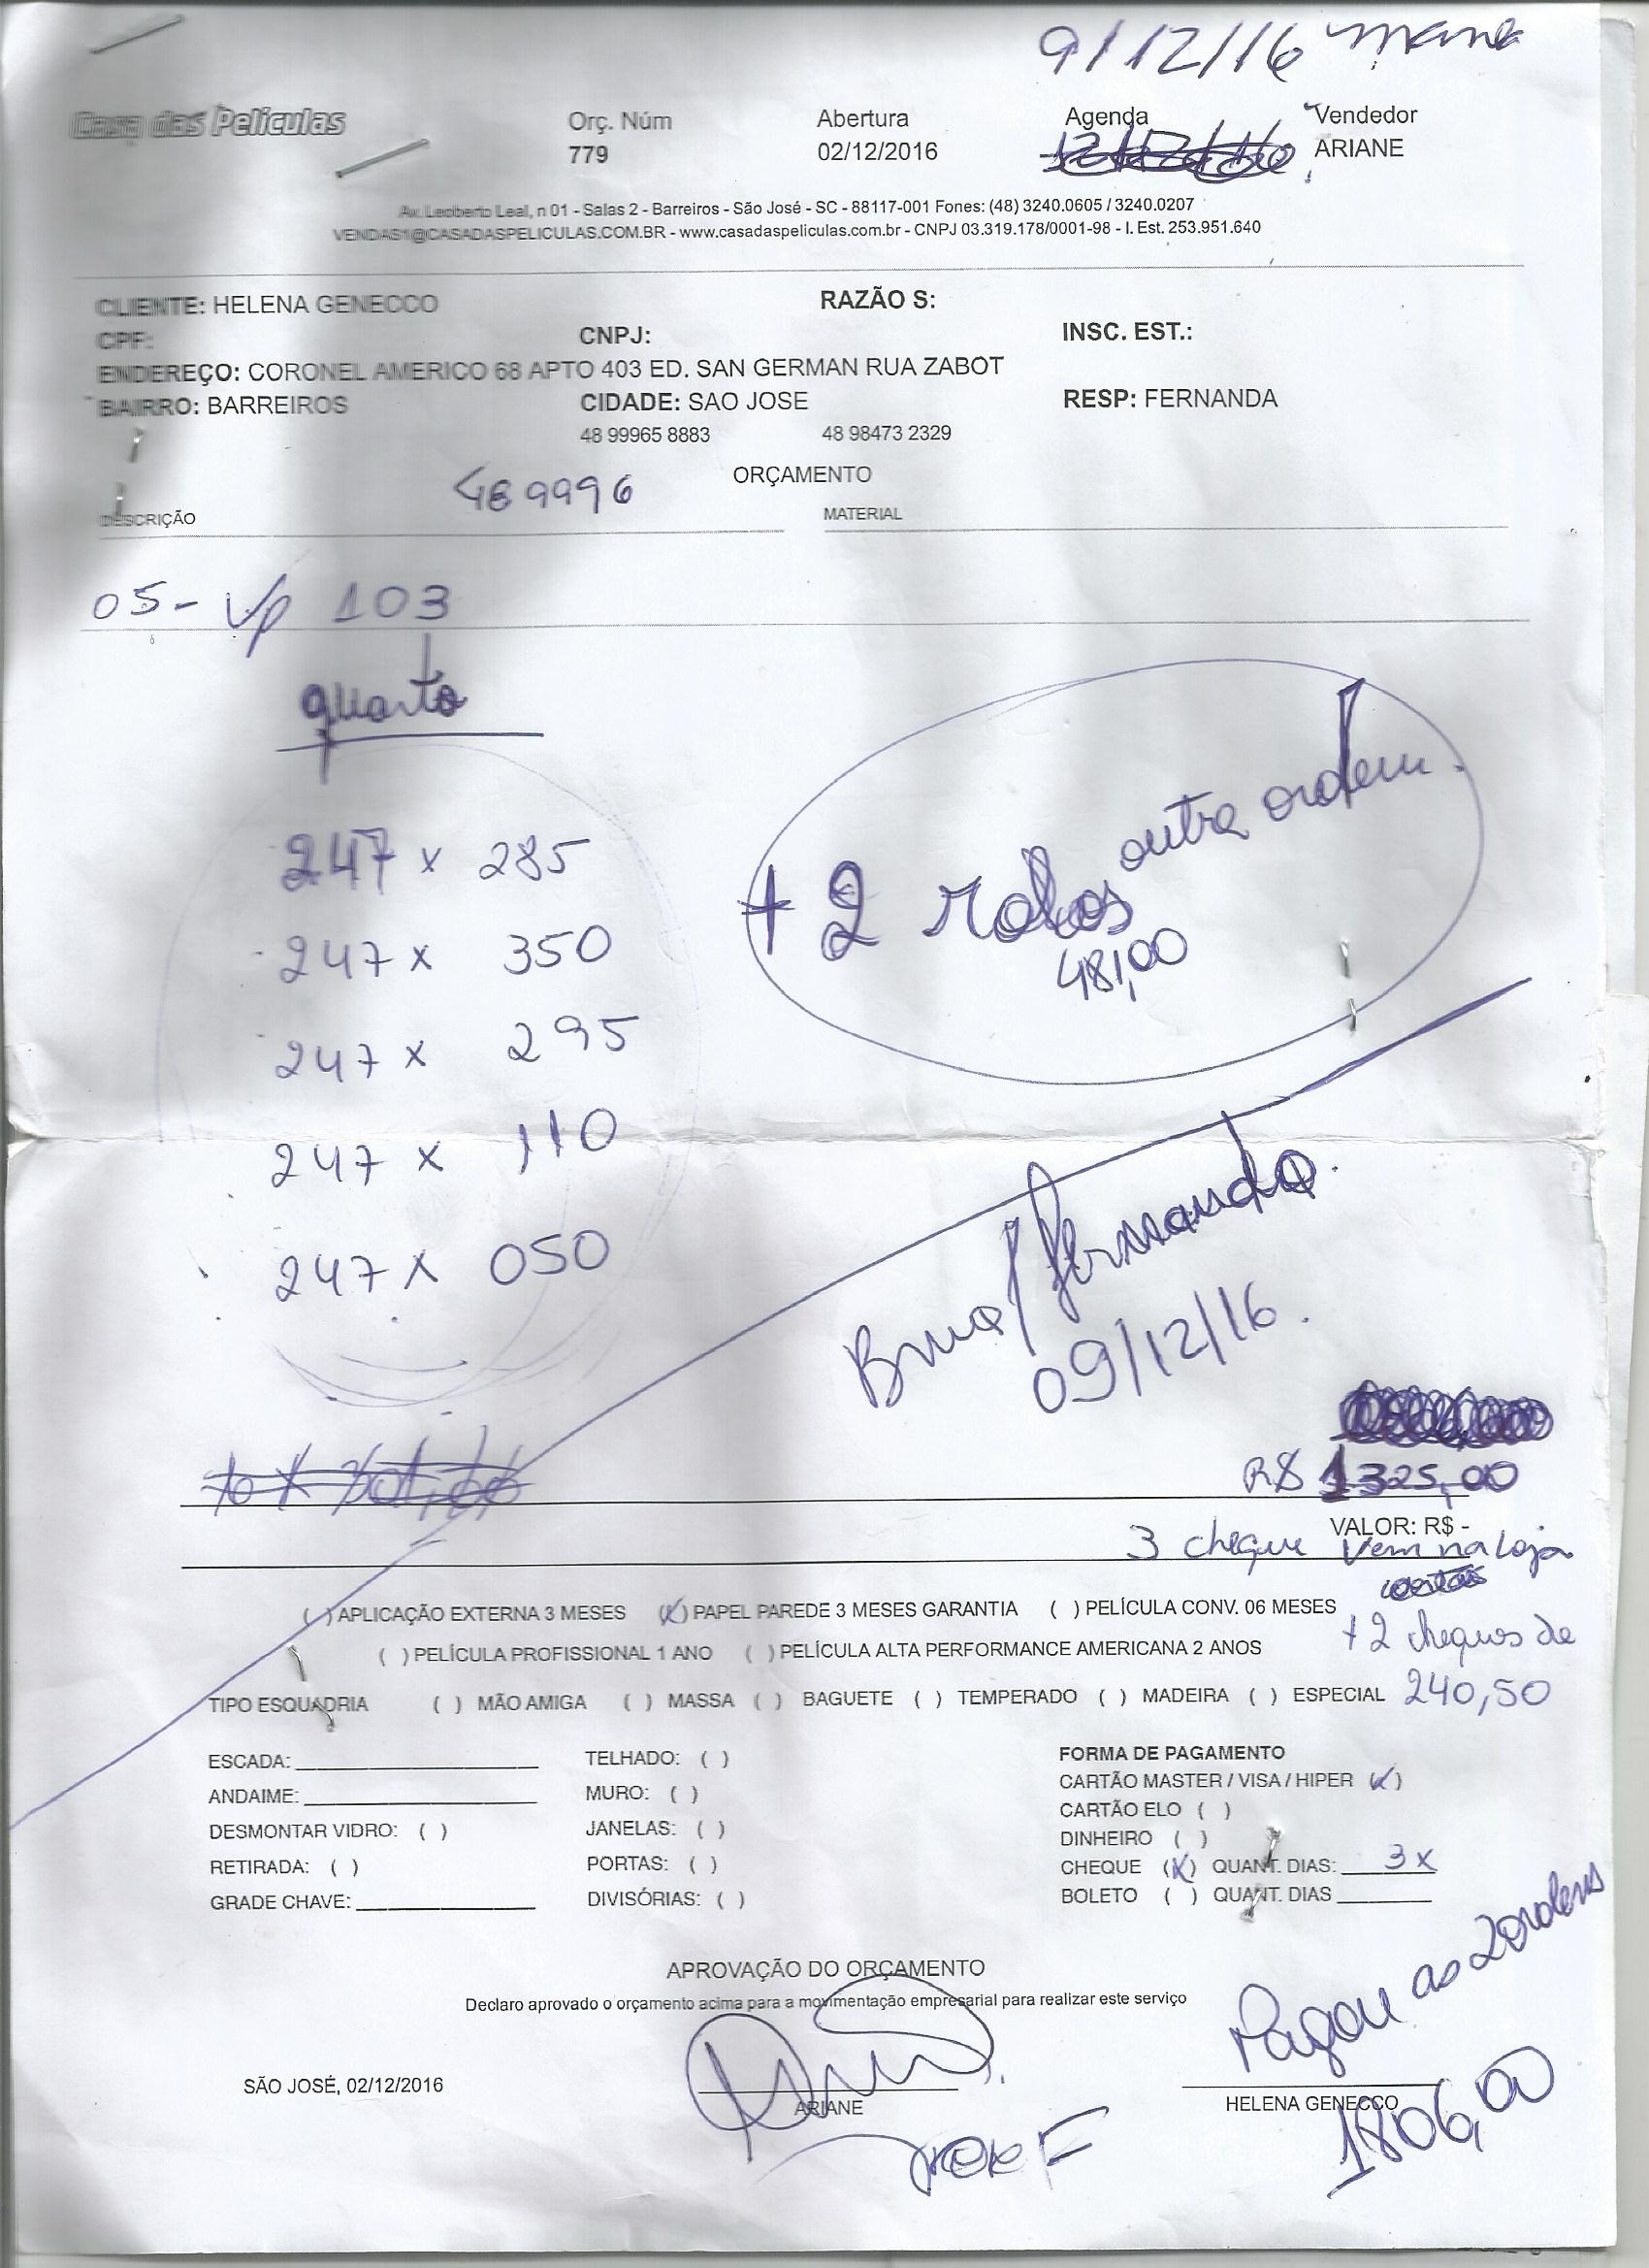 9/12/16
Casa das Películas
Orç. Núm Abertura Agenda Vendedor
779 02/12/2016 ARIANE
Av. Leoberto Leal, n 01 - Salas 2 - Barreiros - São José - SC - 88117-001 Fones: (48) 3240.0605 / 3240.0207
VENDAS1@CASADASPELICULAS.COM.BR - www.casadaspeliculas.com.br - CNPJ 03.319.178/0001-98 - I. Est. 253.951.640
CLIENTE: HELENA GENECCO RAZÃO S:
CPF: CNPJ: INSC. EST.:
ENDEREÇO: CORONEL AMERICO 68 APTO 403 ED. SAN GERMAN RUA ZABOT
BAIRRO: BARREIROS CIDADE: SAO JOSE RESP: FERNANDA
48 99965 8883 48 98473 2329
ORÇAMENTO
489996
DESCRIÇÃO MATERIAL
05 - Vp 103
quarto
247 x 285
247 x 350
247 x 295
247 x 110
247 x 050
+ 2 rolos outra ordem.
481,00
Fernanda
09/12/16.
R$ 1325,00
VALOR: R$ -
3 cheque Vem na Loja
( ) APLICAÇÃO EXTERNA 3 MESES (X) PAPEL PAREDE 3 MESES GARANTIA ( ) PELÍCULA CONV. 06 MESES
+ 2 cheques de
( ) PELÍCULA PROFISSIONAL 1 ANO ( ) PELÍCULA ALTA PERFORMANCE AMERICANA 2 ANOS
240,50
TIPO ESQUADRIA ( ) MÃO AMIGA ( ) MASSA ( ) BAGUETE ( ) TEMPERADO ( ) MADEIRA ( ) ESPECIAL
ESCADA: TELHADO: ( ) FORMA DE PAGAMENTO
ANDAIME: MURO: ( ) CARTÃO MASTER / VISA / HIPER (X)
DESMONTAR VIDRO: ( ) JANELAS: ( ) CARTÃO ELO ( )
RETIRADA: ( ) PORTAS: ( ) DINHEIRO ( )
GRADE CHAVE: DIVISÓRIAS: ( ) CHEQUE (X) QUANT. DIAS: 3 x
BOLETO ( ) QUANT. DIAS
Pagou as 2 ordens
1806,00
APROVAÇÃO DO ORÇAMENTO
Declaro aprovado o orçamento acima para a movimentação empresarial para realizar este serviço
SÃO JOSÉ, 02/12/2016
ARIANE HELENA GENECCO